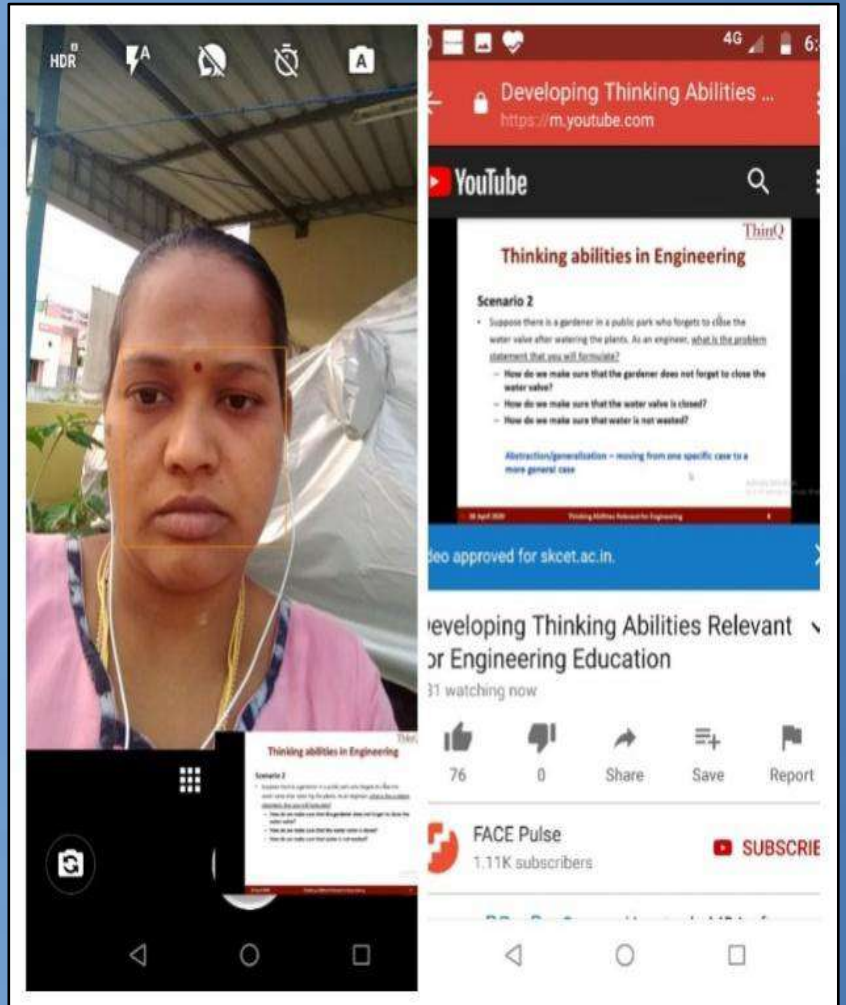 HDR
A
A
Thinking abilities in Engineering
Scenario 2
4G 6:
Developing Thinking Abilities ...
https://m.youtube.com
YouTube
ThinQ
Thinking abilities in Engineering
Scenario 2
• Suppose there is a gardener in a public park who forgets to close the
water valve after watering the plants. As an engineer, what is the problem
statement that you will formulate?
– How do we make sure that the gardener does not forget to close the
water valve?
– How do we make sure that the water valve is closed?
– How do we make sure that water is not wasted?
Abstraction/generalization – moving from one specific case to a
more general case
Thinking Abilities Relevant for Engineering
deo approved for skcet.ac.in.
eveloping Thinking Abilities Relevant
or Engineering Education
31 watching now
76
0
Share
Save
Report
FACE Pulse
1.11K subscribers
SUBSCRIBE